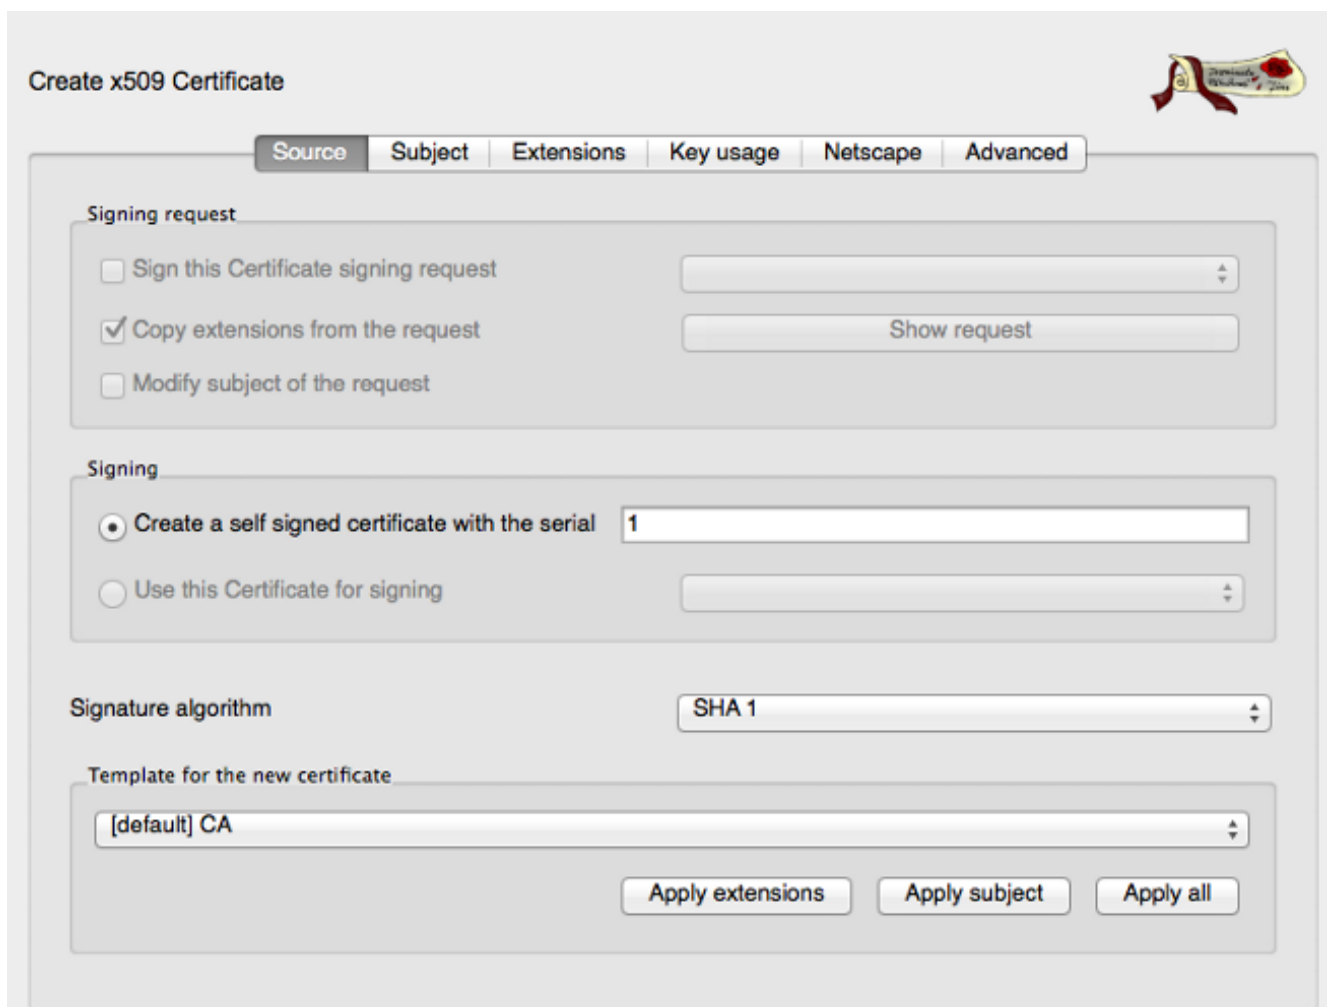 Create x509 Certificate
Source Subject Extensions Key usage Netscape Advanced
Signing request
Sign this Certificate signing request
Copy extensions from the request Show request
Modify subject of the request
Signing
Create a self signed certificate with the serial 1
Use this Certificate for signing
Signature algorithm SHA 1
Template for the new certificate
[default] CA
Apply extensions Apply subject Apply all